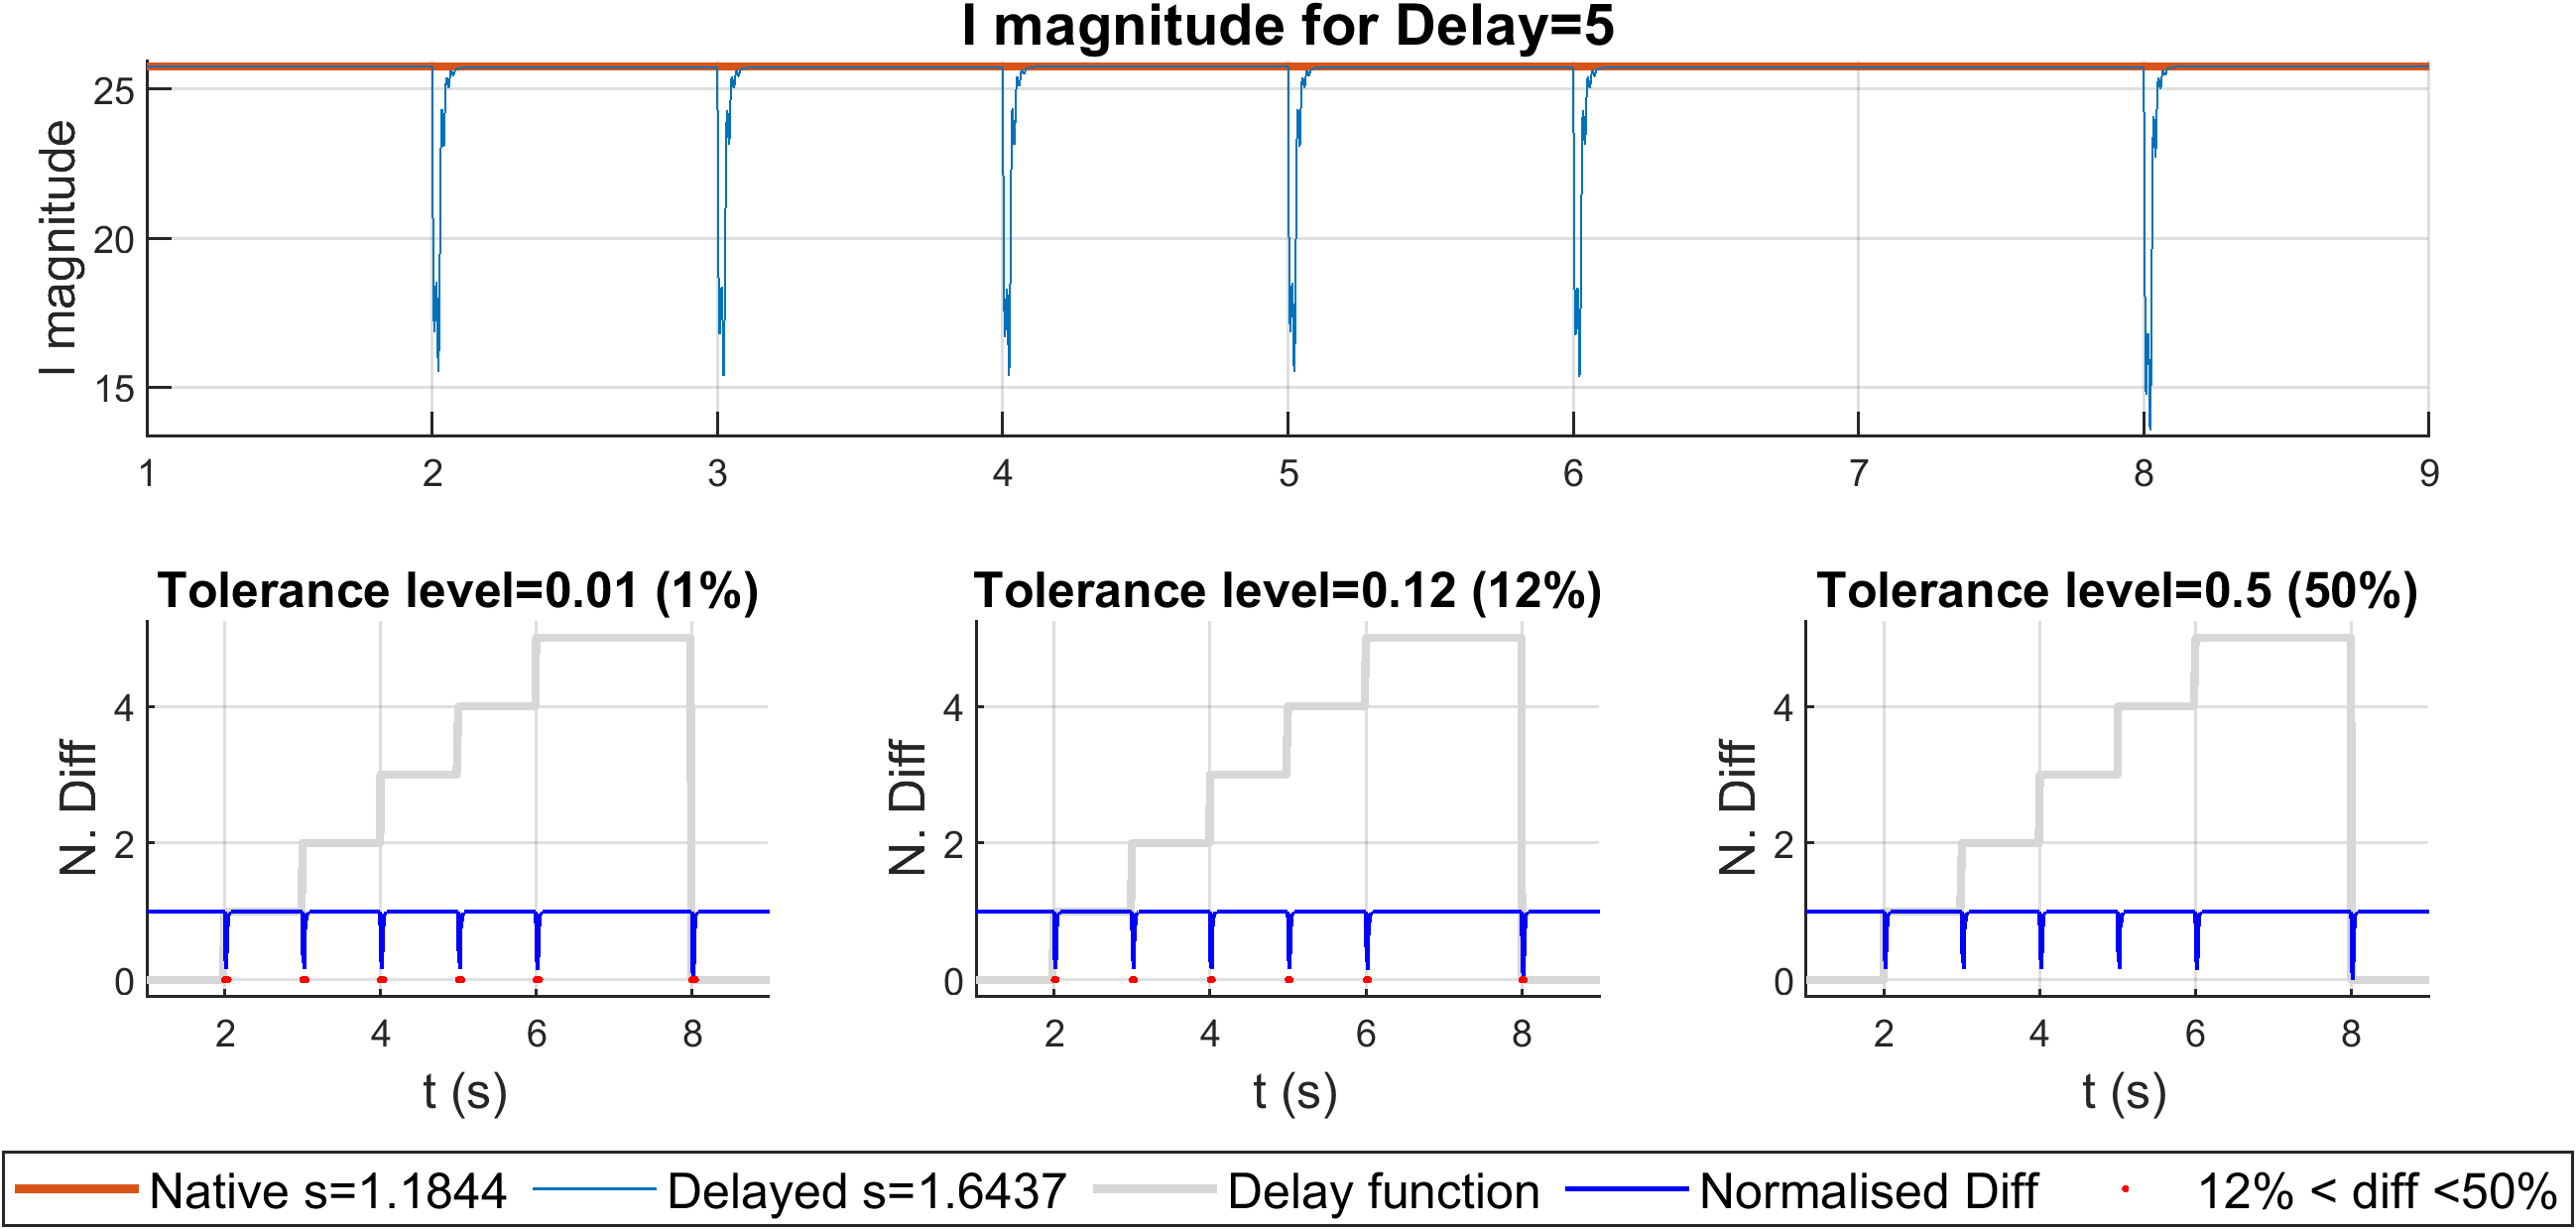 I magnitude for Delay=5
I magnitude
25
20
15
1 2 3 4 5 6 7 8 9
Tolerance level=0.01 (1%)
N. Diff
4
2
0
2 4 6 8
t (s)
Tolerance level=0.12 (12%)
N. Diff
4
2
0
2 4 6 8
t (s)
Tolerance level=0.5 (50%)
N. Diff
4
2
0
2 4 6 8
t (s)
Native s=1.1844 Delayed s=1.6437 Delay function Normalised Diff 12% < diff <50%